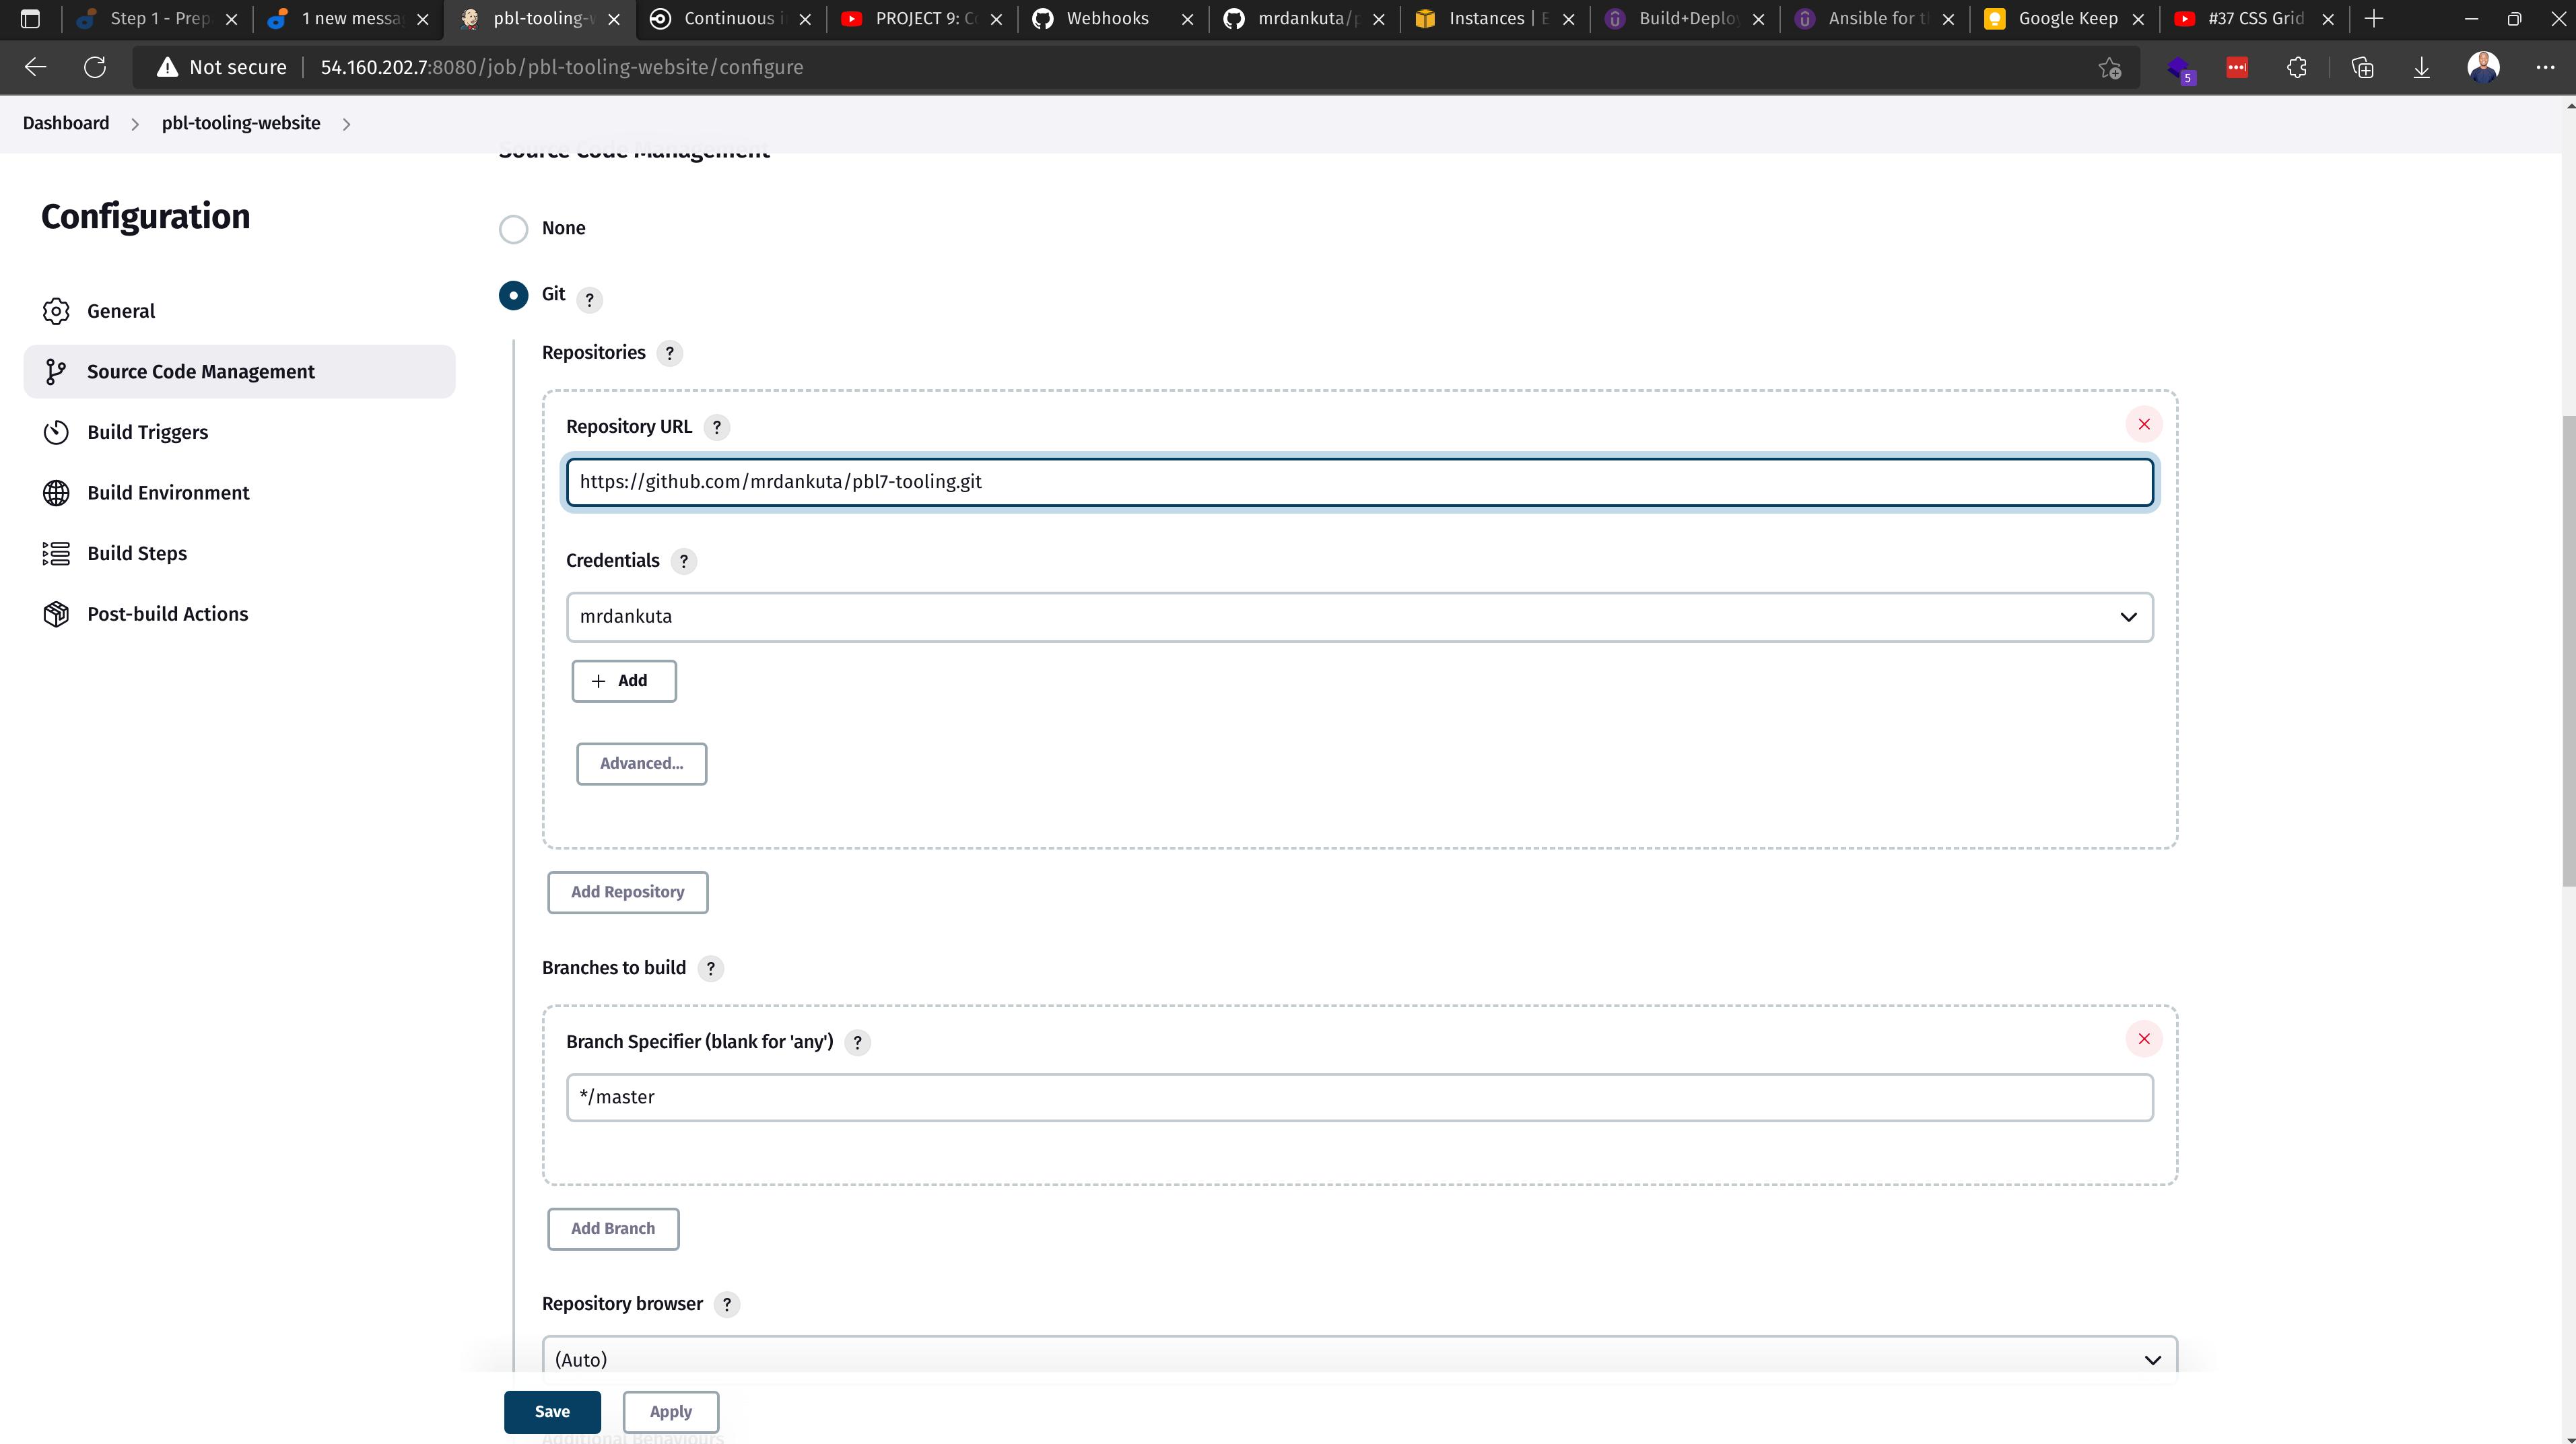 Step 1 - Prep
1 new messa
pbl-tooling-w
Continuous i
PROJECT 9: C
Webhooks
mrdankuta/p
Instances | E
Build+Deplo
Ansible for t
Google Keep
#37 CSS Grid
Not secure
54.160.202.7:8080/job/pbl-tooling-website/configure
5
Dashboard
pbl-tooling-website
Source Code Management
Configuration
General
Source Code Management
Build Triggers
Build Environment
Build Steps
Post-build Actions
None
Git ?
Repositories ?
Repository URL ?
https://github.com/mrdankuta/pbl7-tooling.git
Credentials ?
mrdankuta
+ Add
Advanced...
Add Repository
Branches to build ?
Branch Specifier (blank for 'any') ?
*/master
Add Branch
Repository browser ?
(Auto)
Save
Apply
Additional Behaviours